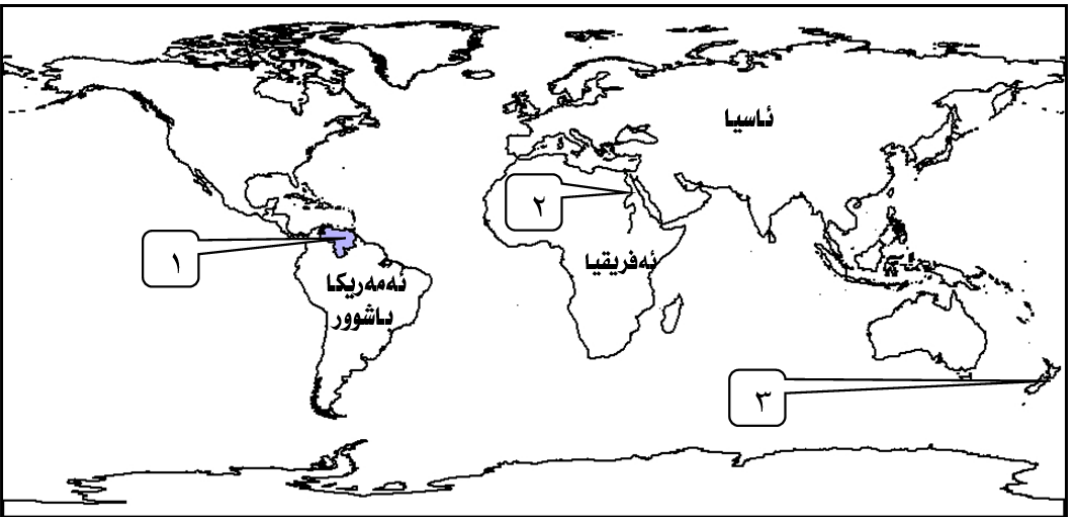 ئاسیا
٢
١
ئەفریقیا
ئەمەریکا
باشوور
٣